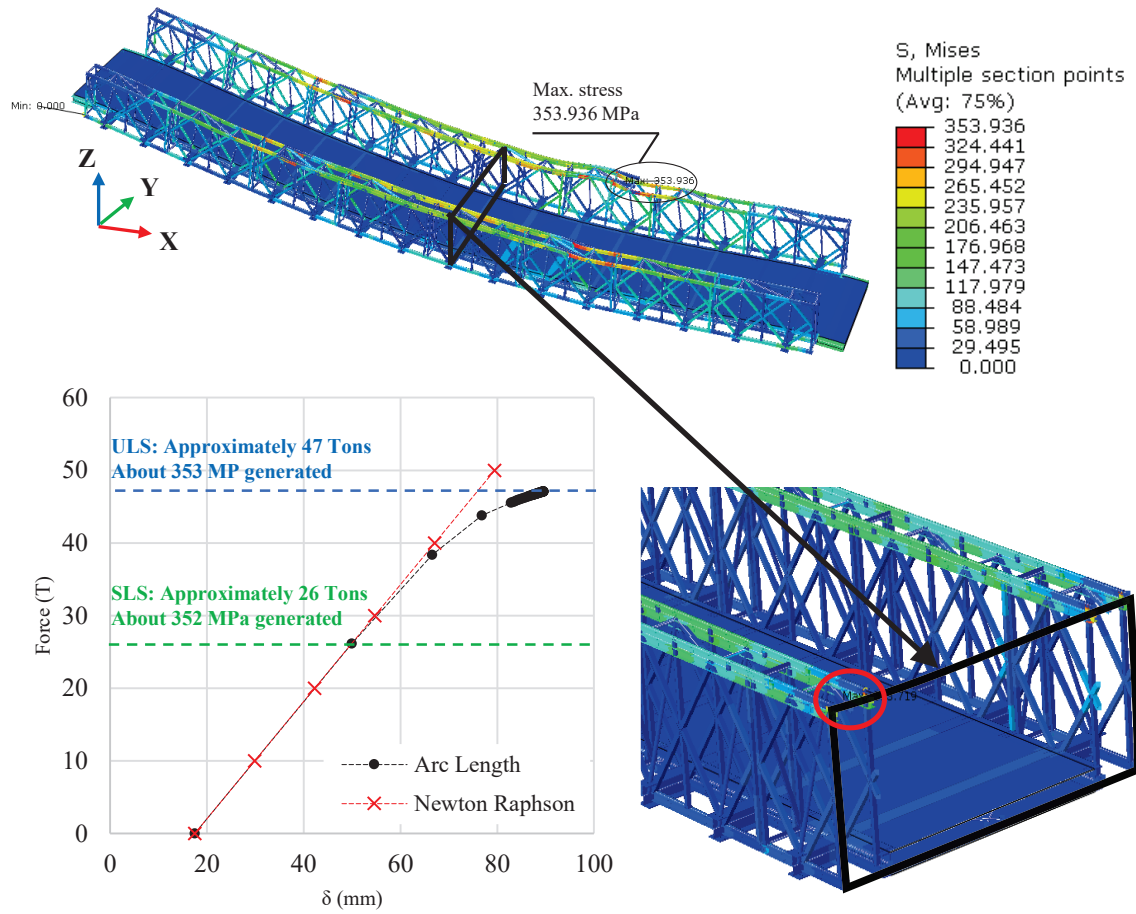 S, Mises
Multiple section points
(Avg: 75%)
353.936
324.441
294.947
265.452
235.957
206.463
176.968
147.473
117.979
88.484
58.989
29.495
0.000
Max. stress
353.936 MPa
Min: 0.000
Max: 353.936
Z
Y
X
60
50
40
30
20
10
0
Force (T)
ULS: Approximately 47 Tons
About 353 MP generated
SLS: Approximately 26 Tons
About 352 MPa generated
Arc Length
Newton Raphson
0
20
40
60
80
100
δ (mm)